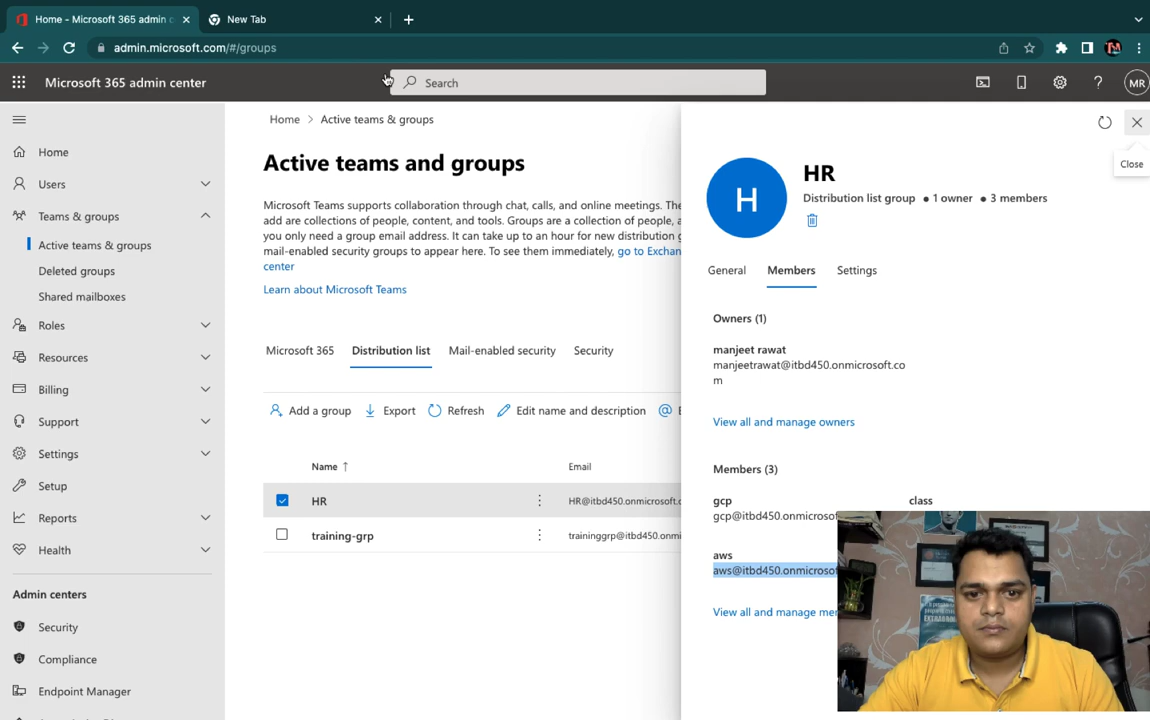 Home - Microsoft 365 admin c
New Tab
admin.microsoft.com/#/groups
Microsoft 365 admin center
Search
MR
Home
Users
Teams & groups
Active teams & groups
Deleted groups
Shared mailboxes
Roles
Resources
Billing
Support
Settings
Setup
Reports
Health
Admin centers
Security
Compliance
Endpoint Manager
Home > Active teams & groups
Active teams and groups
Microsoft Teams supports collaboration through chat, calls, and online meetings. The
add are collections of people, content, and tools. Groups are a collection of people, a
you only need a group email address. It can take up to an hour for new distribution g
mail-enabled security groups to appear here. To see them immediately, go to Exchan
center
Learn about Microsoft Teams
Microsoft 365
Distribution list
Mail-enabled security
Security
Add a group
Export
Refresh
Edit name and description
Name ↑
Email
HR
HR@itbd450.onmicrosoft.c
training-grp
traininggrp@itbd450.onmi
Close
H
HR
Distribution list group ● 1 owner ● 3 members
General
Members
Settings
Owners (1)
manjeet rawat
manjeetrawat@itbd450.onmicrosoft.co
m
View all and manage owners
Members (3)
gcp
gcp@itbd450.onmicrosof
class
aws
aws@itbd450.onmicrosof
View all and manage mer